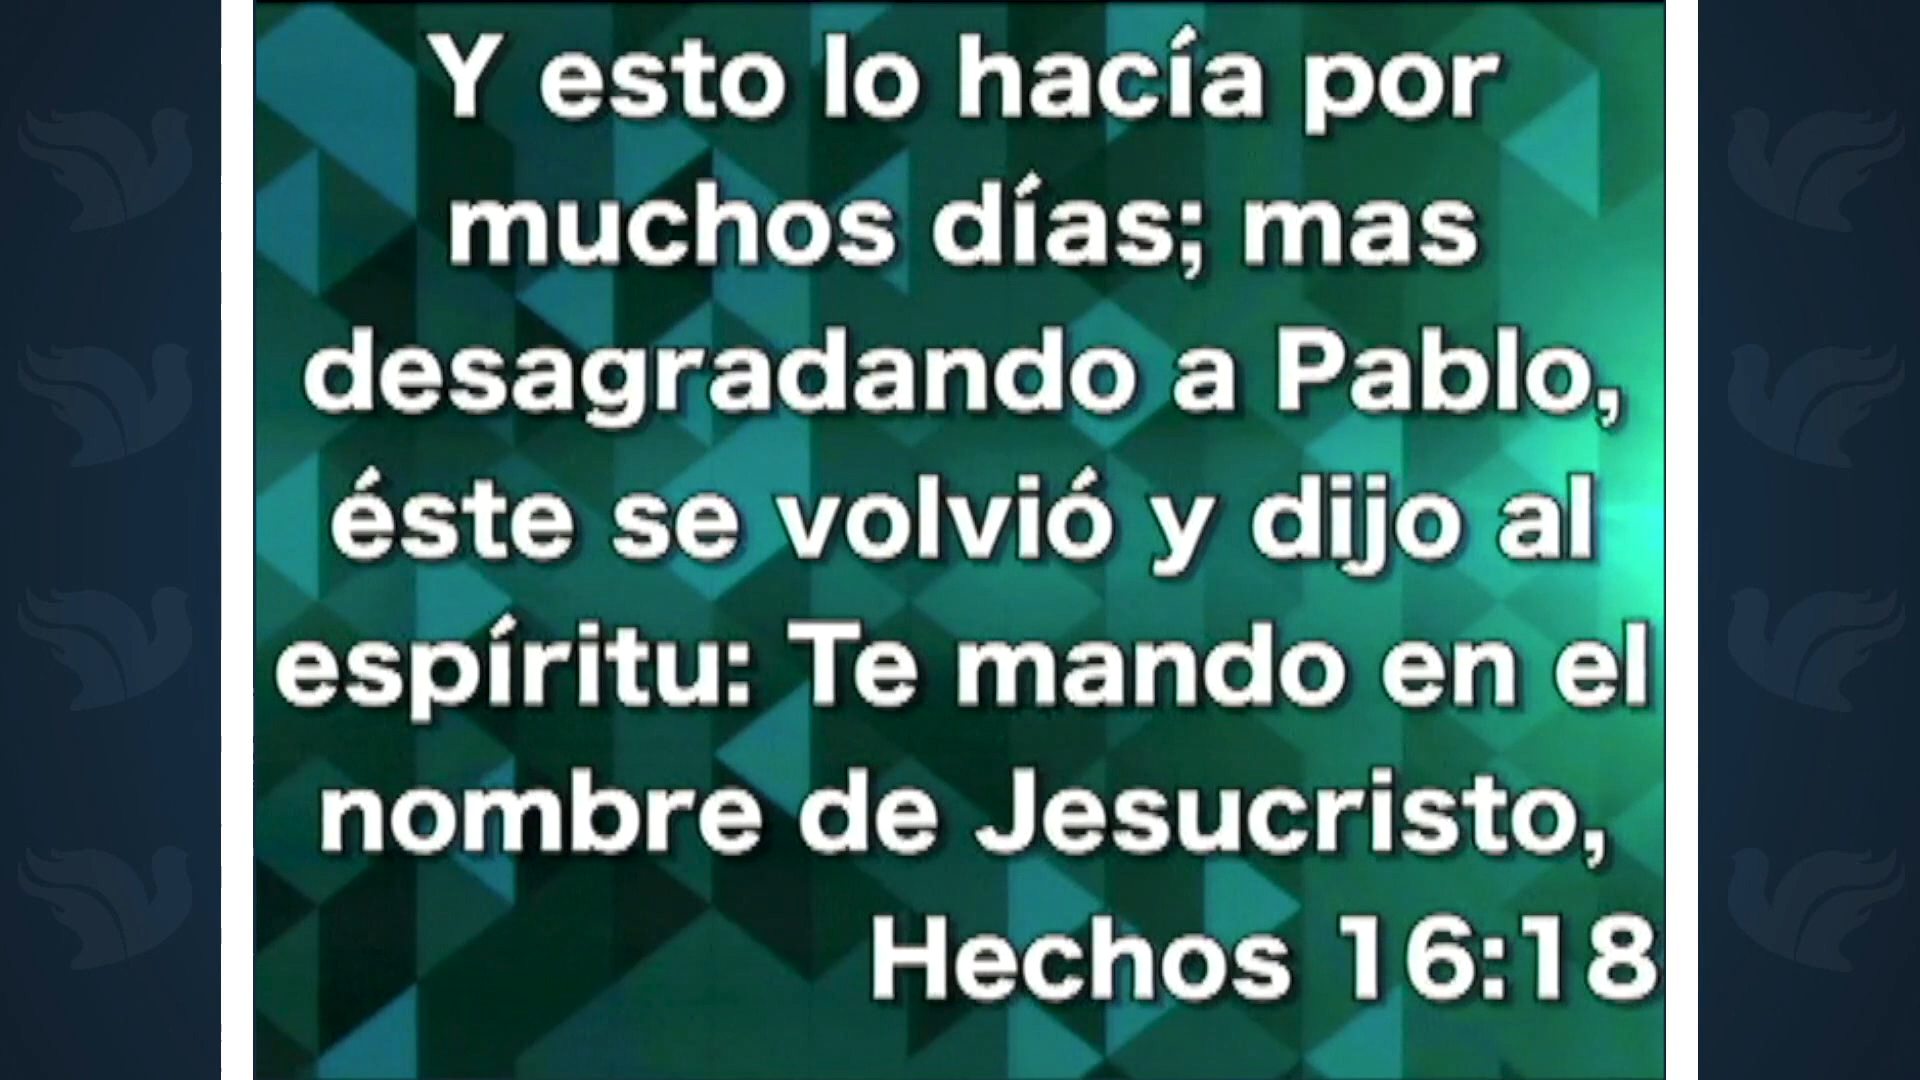 Y esto lo hacía por
muchos días; mas
desagradando a Pablo,
éste se volvió y dijo al
espíritu: Te mando en el
nombre de Jesucristo,
Hechos 16:18